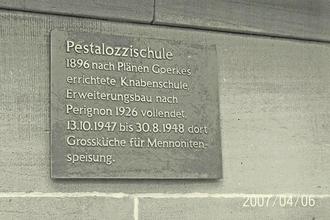 Pestalozzischule
1896 nach Plänen Goerkes
errichtete Knabenschule,
Erweiterungsbau nach
Perignon 1926 vollendet.
13.10.1947 bis 30.8.1948 dort
Grossküche für Mennoniten-
speisung.
2007/04/06